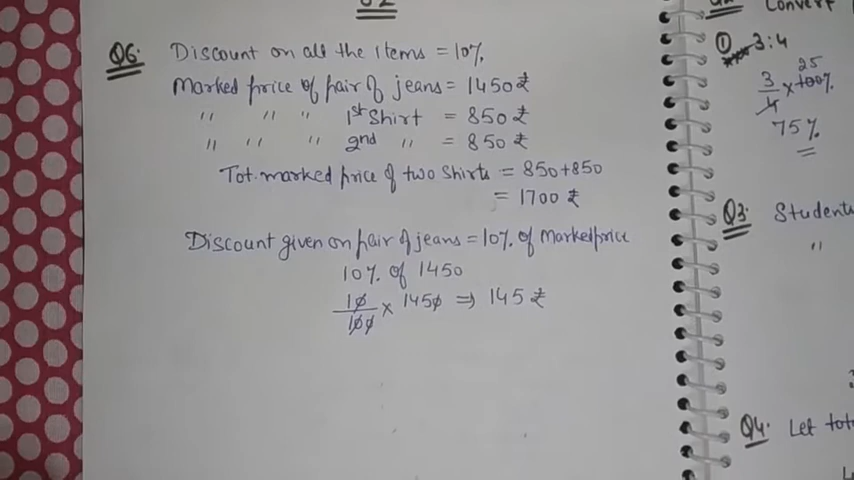 Q6. Discount on all the items = 10%.
Marked price of pair of jeans = 1450 ₹
" " " 1st Shirt = 850 ₹
" " " 2nd " = 850 ₹
Tot. marked price of two shirts = 850+850
= 1700 ₹
Discount given on pair of jeans = 10% of Marked price
10% of 1450
10/100 × 1450 ⇒ 145 ₹
Convert
① 3:4
25
3/4 × 100%
75%
Q3. Students
"
Q4. Let tot